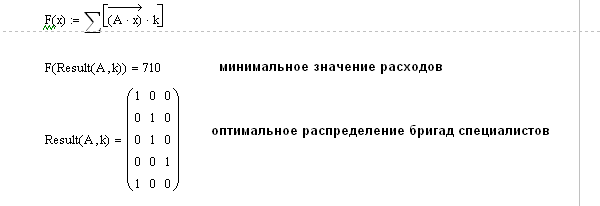 F(x) := ∑[(A · x) · k]
F(Result(A,k)) = 710 минимальное значение расходов
1 0 0
0 1 0
Result(A,k) = 0 1 0 оптимальное распределение бригад специалистов
0 0 1
1 0 0